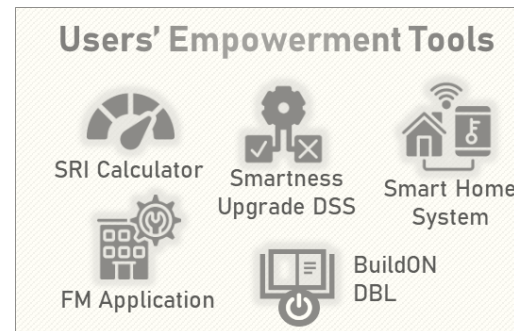 Users' Empowerment Tools
SRI Calculator
Smartness
Upgrade DSS
Smart Home
System
FM Application
BuildON
DBL